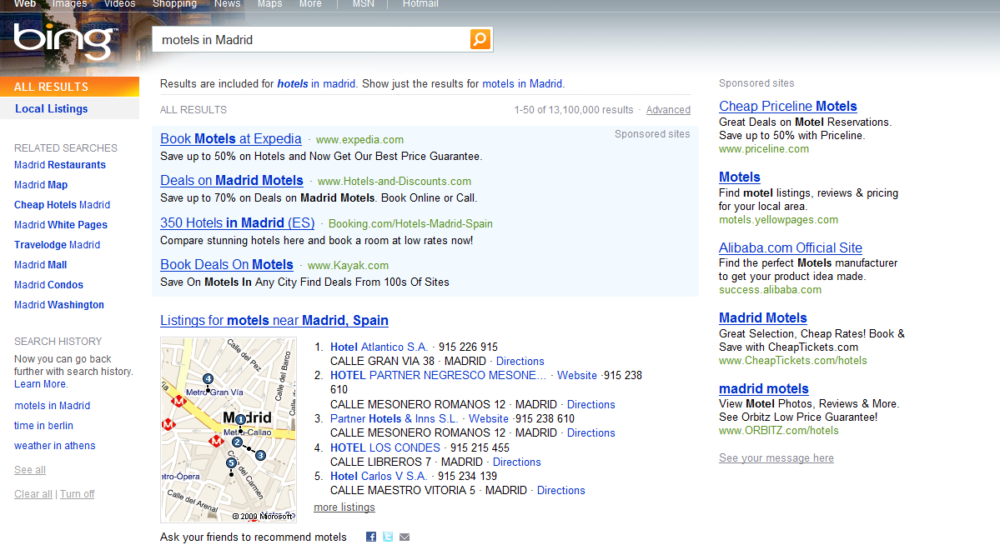 Web Images Videos Shopping News Maps More | MSN | Hotmail
bing™
motels in Madrid
ALL RESULTS
Local Listings
RELATED SEARCHES
Madrid Restaurants
Madrid Map
Cheap Hotels Madrid
Madrid White Pages
Travelodge Madrid
Madrid Mall
Madrid Condos
Madrid Washington
SEARCH HISTORY
Now you can go back
further with search history.
Learn More.
motels in Madrid
time in berlin
weather in athens
See all
Clear all | Turn off
Results are included for hotels in madrid. Show just the results for motels in Madrid.
ALL RESULTS 1-50 of 13,100,000 results · Advanced
Sponsored sites
Book Motels at Expedia · www.expedia.com
Save up to 50% on Hotels and Now Get Our Best Price Guarantee.
Deals on Madrid Motels · www.Hotels-and-Discounts.com
Save up to 70% on Deals on Madrid Motels. Book Online or Call.
350 Hotels in Madrid (ES) · Booking.com/Hotels-Madrid-Spain
Compare stunning hotels here and book a room at low rates now!
Book Deals On Motels · www.Kayak.com
Save On Motels In Any City Find Deals From 100s Of Sites
Listings for motels near Madrid, Spain
Calle del Pez
Calle del Barco
4
Metro Gran Vía
M
M
Madrid
1
Metro-Callao
M
2
3
5
Calle del Carmen
etro-Ópera
Calle del Arenal
© 2009 Microsoft
1. Hotel Atlantico S.A. · 915 226 915
CALLE GRAN VIA 38 · MADRID · Directions
2. HOTEL PARTNER NEGRESCO MESONE... · Website ·915 238
610
CALLE MESONERO ROMANOS 12 · MADRID · Directions
3. Partner Hotels & Inns S.L. · Website ·915 238 610
CALLE MESONERO ROMANOS 12 · MADRID · Directions
4. HOTEL LOS CONDES · 915 215 455
CALLE LIBREROS 7 · MADRID · Directions
5. Hotel Carlos V S.A. · 915 234 139
CALLE MAESTRO VITORIA 5 · MADRID · Directions
more listings
Ask your friends to recommend motels
Sponsored sites
Cheap Priceline Motels
Great Deals on Motel Reservations.
Save up to 50% with Priceline.
www.priceline.com
Motels
Find motel listings, reviews & pricing
for your local area.
motels.yellowpages.com
Alibaba.com Official Site
Find the perfect Motels manufacturer
to get your product idea made.
success.alibaba.com
Madrid Motels
Great Selection, Cheap Rates! Book &
Save with CheapTickets.com
www.CheapTickets.com/hotels
madrid motels
View Motel Photos, Reviews & More.
See Orbitz Low Price Guarantee!
www.ORBITZ.com/hotels
See your message here